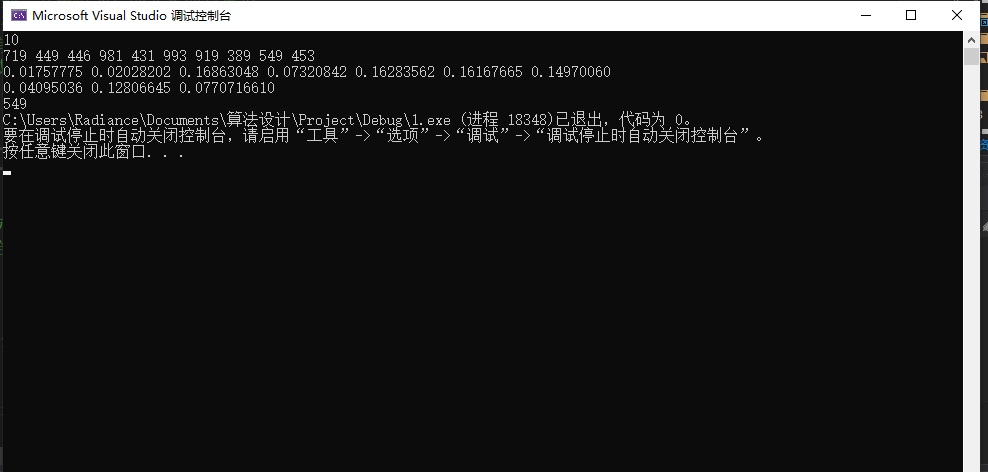 Microsoft Visual Studio 调试控制台
10
719 449 446 981 431 993 919 389 549 453
0.01757775 0.02028202 0.16863048 0.07320842 0.16283562 0.16167665 0.14970060
0.04095036 0.12806645 0.0770716610
549
C:\Users\Radiance\Documents\算法设计\Project\Debug\1.exe (进程 18348)已退出，代码为 0。
要在调试停止时自动关闭控制台，请启用“工具”->“选项”->“调试”->“调试停止时自动关闭控制台”。
按任意键关闭此窗口. . .